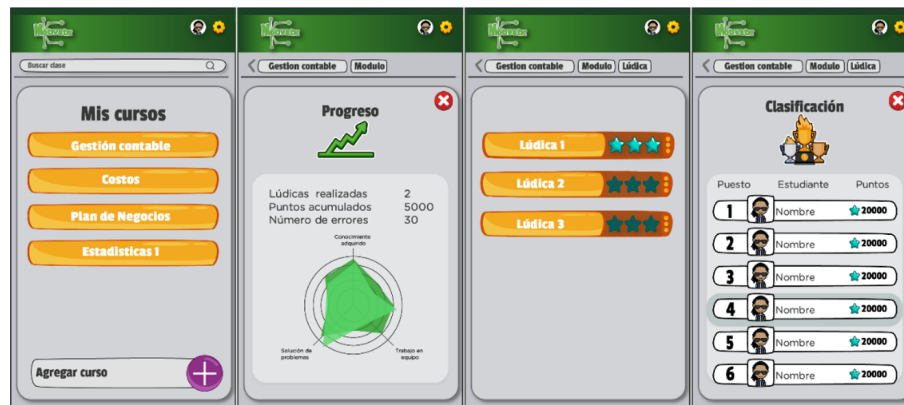 Buscar clase
Mis cursos
Gestión contable
Costos
Plan de Negocios
Estadisticas 1
Agregar curso
Gestion contable
Modulo
Progreso
Lúdicas realizadas 2
Puntos acumulados 5000
Número de errores 30
Conocimiento
adquirido
Solución de
problemas
Trabajo en
equipo
Gestion contable
Modulo
Lúdica
Lúdica 1
Lúdica 2
Lúdica 3
Gestion contable
Modulo
Lúdica
Clasificación
Puesto Estudiante Puntos
1 Nombre 20000
2 Nombre 20000
3 Nombre 20000
4 Nombre 20000
5 Nombre 20000
6 Nombre 20000